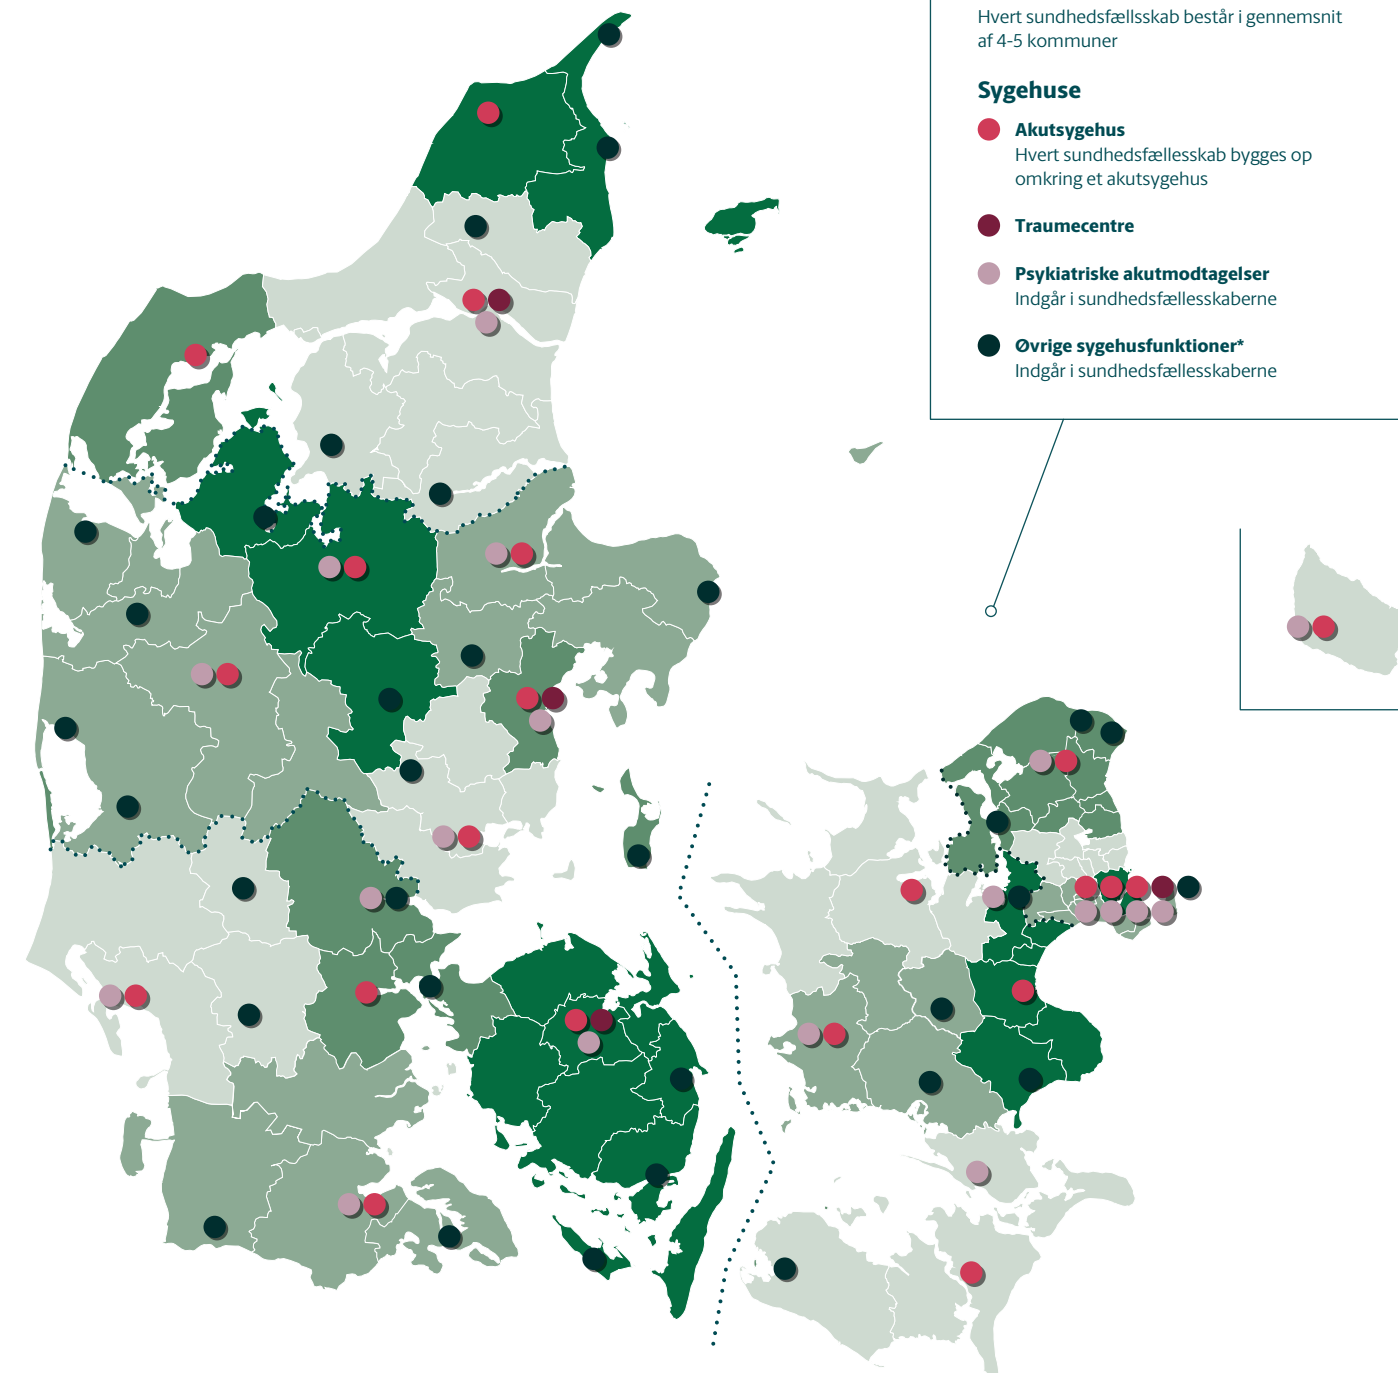 Hvert sundhedsfællsskab består i gennemsnit
af 4-5 kommuner
Sygehuse
Akutsygehus
Hvert sundhedsfællesskab bygges op
omkring et akutsygehus
Traumecentre
Psykiatriske akutmodtagelser
Indgår i sundhedsfællesskaberne
Øvrige sygehusfunktioner*
Indgår i sundhedsfællesskaberne